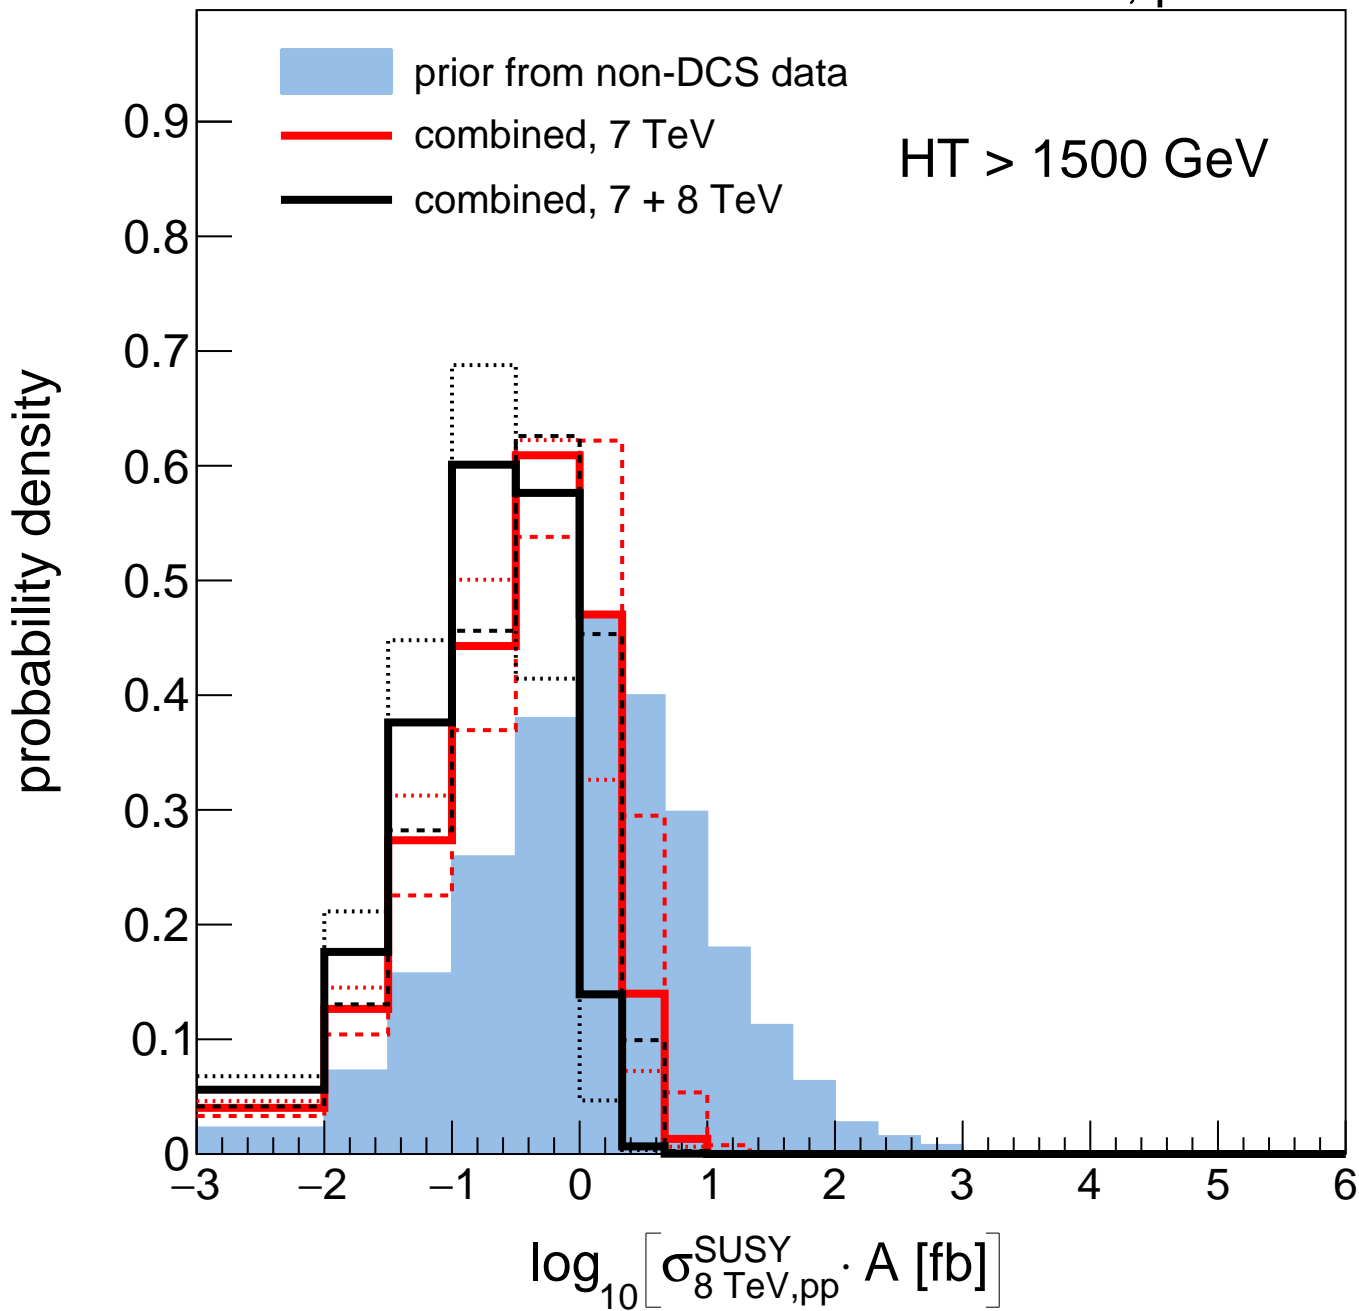 prior from non-DCS data
combined, 7 TeV
combined, 7 + 8 TeV
HT > 1500 GeV
probability density
0.9
0.8
0.7
0.6
0.5
0.4
0.3
0.2
0.1
0
−3 −2 −1 0 1 2 3 4 5 6
log10[σ8 TeV,pp^SUSY · A [fb]]